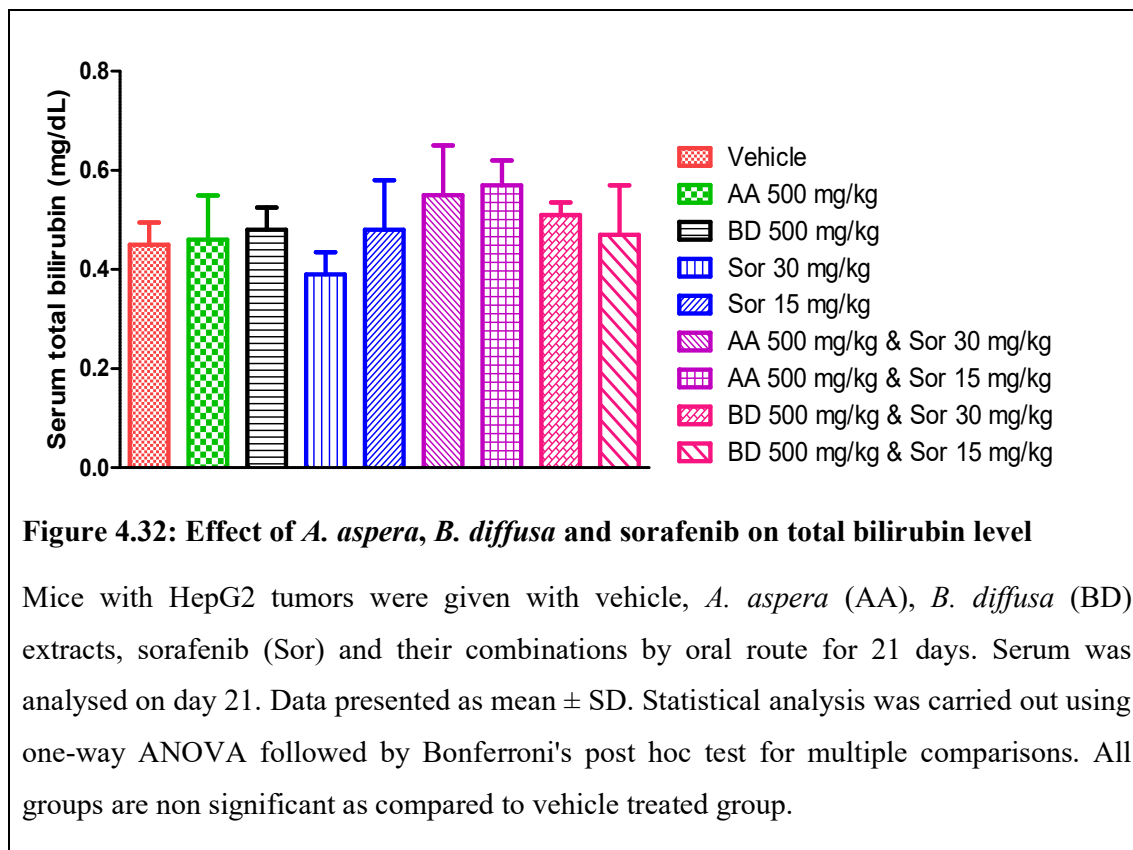 0.8
0.6
0.4
0.2
0.0
Serum total bilirubin (mg/dL)
Vehicle
AA 500 mg/kg
BD 500 mg/kg
Sor 30 mg/kg
Sor 15 mg/kg
AA 500 mg/kg & Sor 30 mg/kg
AA 500 mg/kg & Sor 15 mg/kg
BD 500 mg/kg & Sor 30 mg/kg
BD 500 mg/kg & Sor 15 mg/kg
Figure 4.32: Effect of A. aspera, B. diffusa and sorafenib on total bilirubin level
Mice with HepG2 tumors were given with vehicle, A. aspera (AA), B. diffusa (BD)
extracts, sorafenib (Sor) and their combinations by oral route for 21 days. Serum was
analysed on day 21. Data presented as mean ± SD. Statistical analysis was carried out using
one-way ANOVA followed by Bonferroni's post hoc test for multiple comparisons. All
groups are non significant as compared to vehicle treated group.